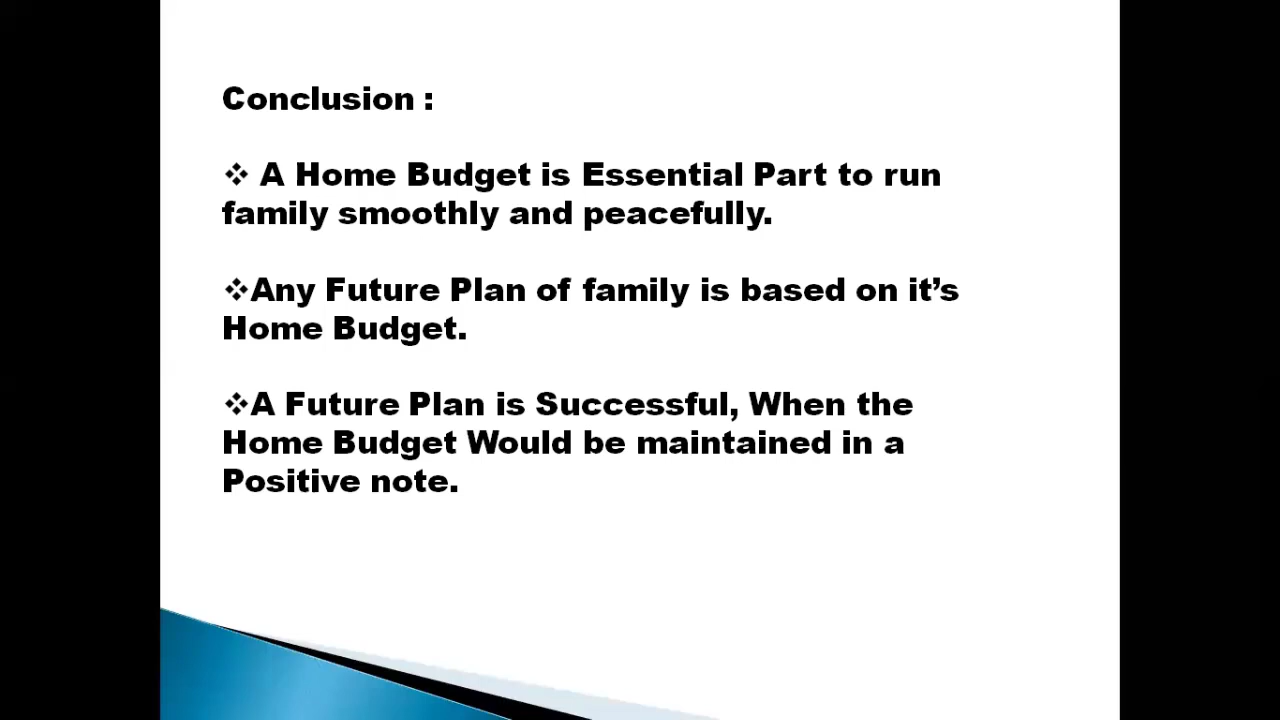 Conclusion :
❖ A Home Budget is Essential Part to run
family smoothly and peacefully.
❖Any Future Plan of family is based on it’s
Home Budget.
❖A Future Plan is Successful, When the
Home Budget Would be maintained in a
Positive note.